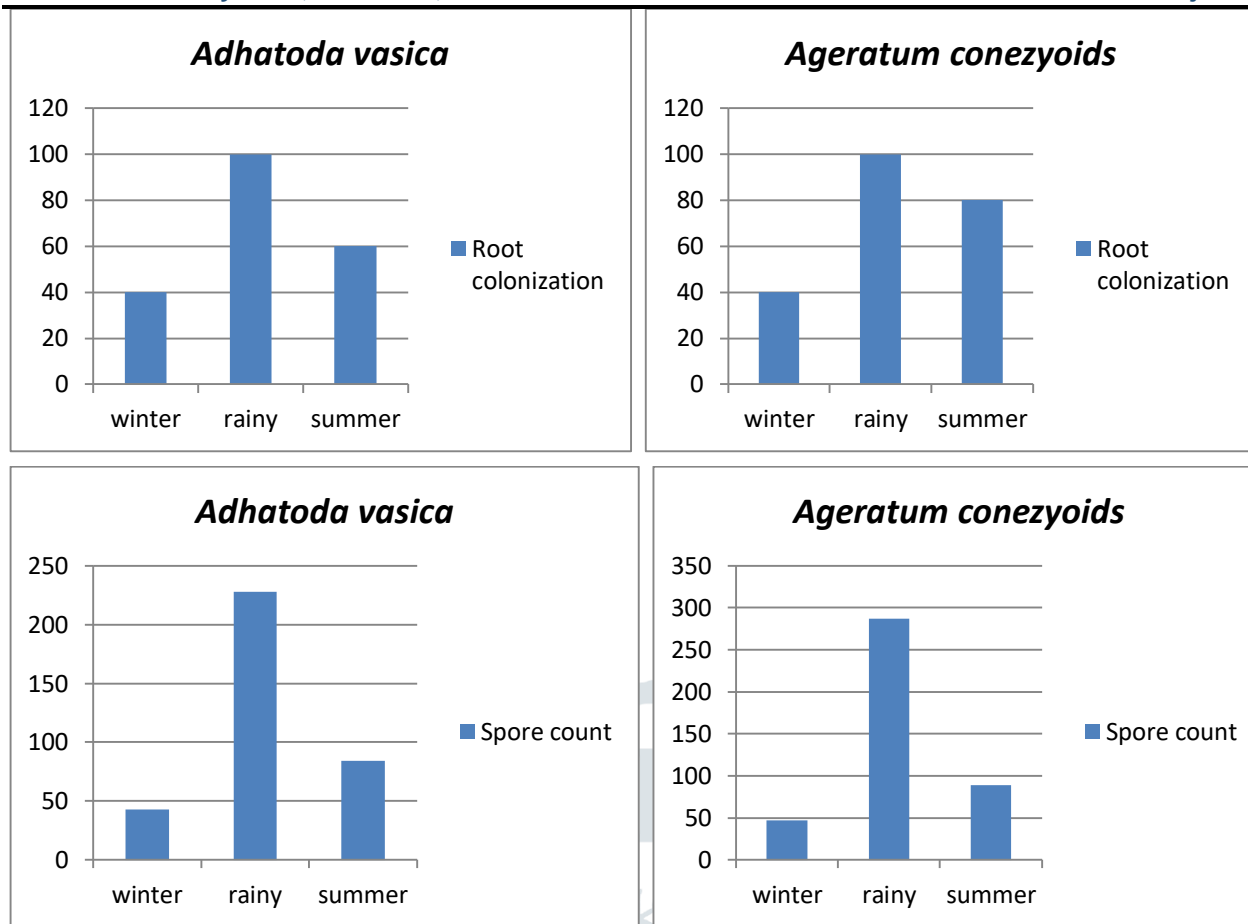 Adhatoda vasica
120
100
80
60
40
20
0
winter rainy summer
Root
colonization
Ageratum conezyoids
120
100
80
60
40
20
0
winter rainy summer
Root
colonization
Adhatoda vasica
250
200
150
100
50
0
winter rainy summer
Spore count
Ageratum conezyoids
350
300
250
200
150
100
50
0
winter rainy summer
Spore count